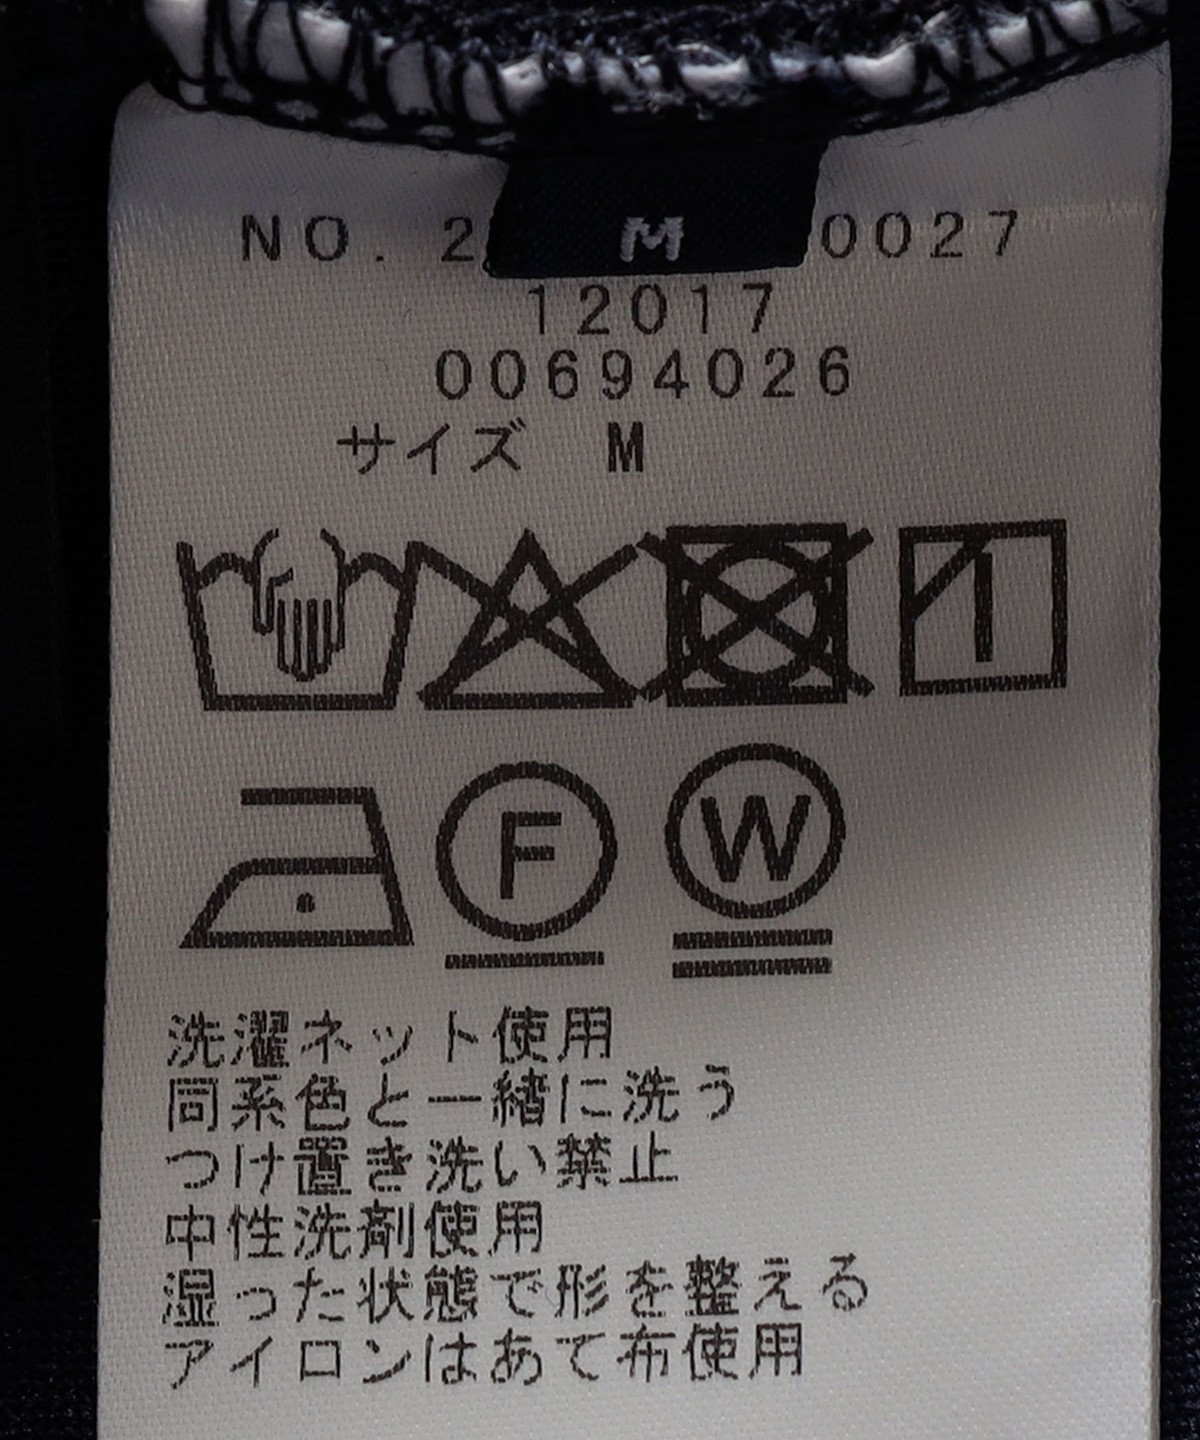 NO. 2 M 0027
12017
00694026
サイズ M
F W
洗濯ネット使用
同系色と一緒に洗う
つけ置き洗い禁止
中性洗剤使用
湿った状態で形を整える
アイロンはあて布使用